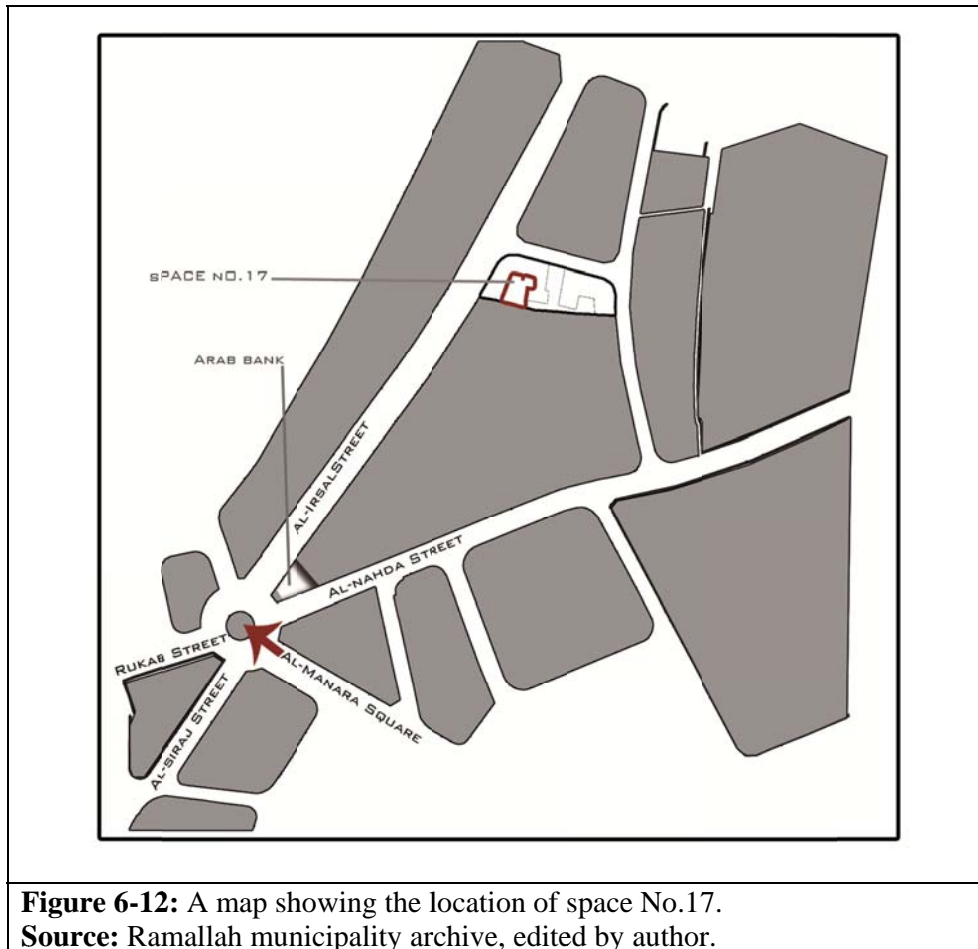 sPACE nO.17
ARAB BANK
AL-IRSALSTREET
AL-NAHDA STREET
RUKAB STREET
AL-MANARA SQUARE
AL-SIRAJ STREET
Figure 6-12: A map showing the location of space No.17.
Source: Ramallah municipality archive, edited by author.